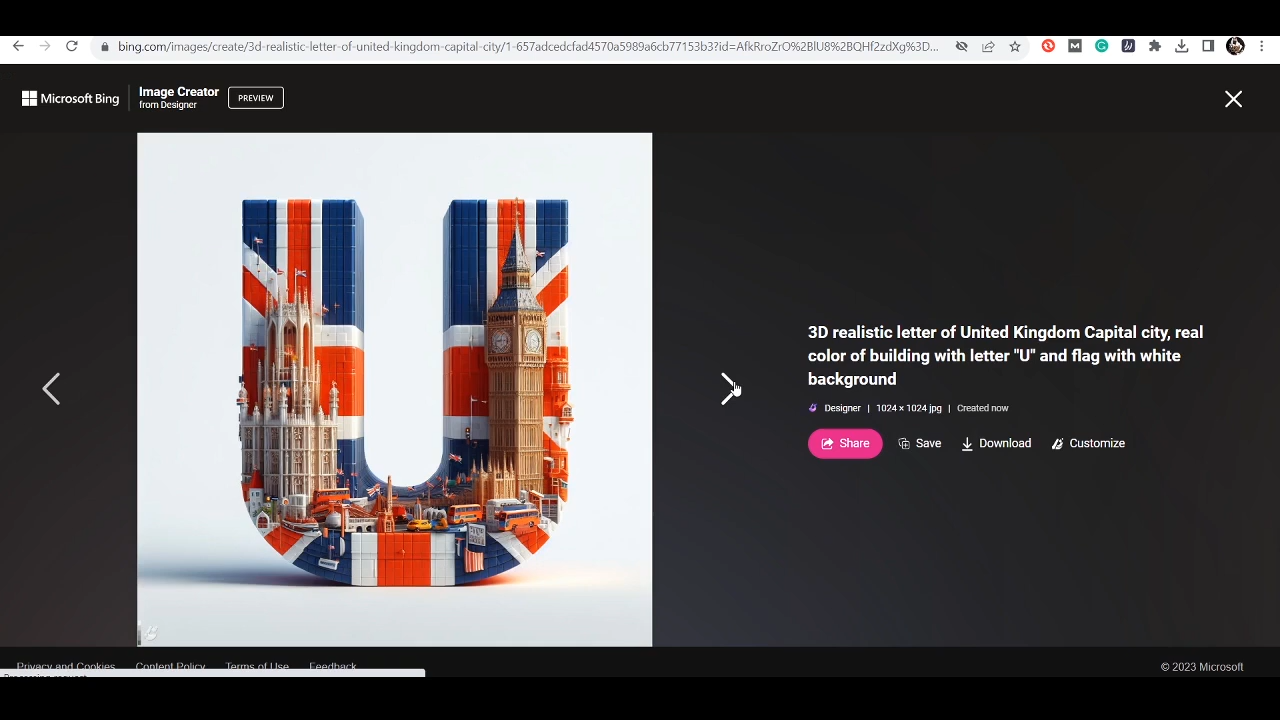 bing.com/images/create/3d-realistic-letter-of-united-kingdom-capital-city/1-657adcedcfad4570a5989a6cb77153b3?id=AfkRroZrO%2BlU8%2BQHf2zdXg%3D...
Microsoft Bing
Image Creator
from Designer
PREVIEW
U
3D realistic letter of United Kingdom Capital city, real
color of building with letter "U" and flag with white
background
Designer | 1024 × 1024 jpg | Created now
Share Save Download Customize
Privacy and Cookies Content Policy Terms of Use Feedback
© 2023 Microsoft